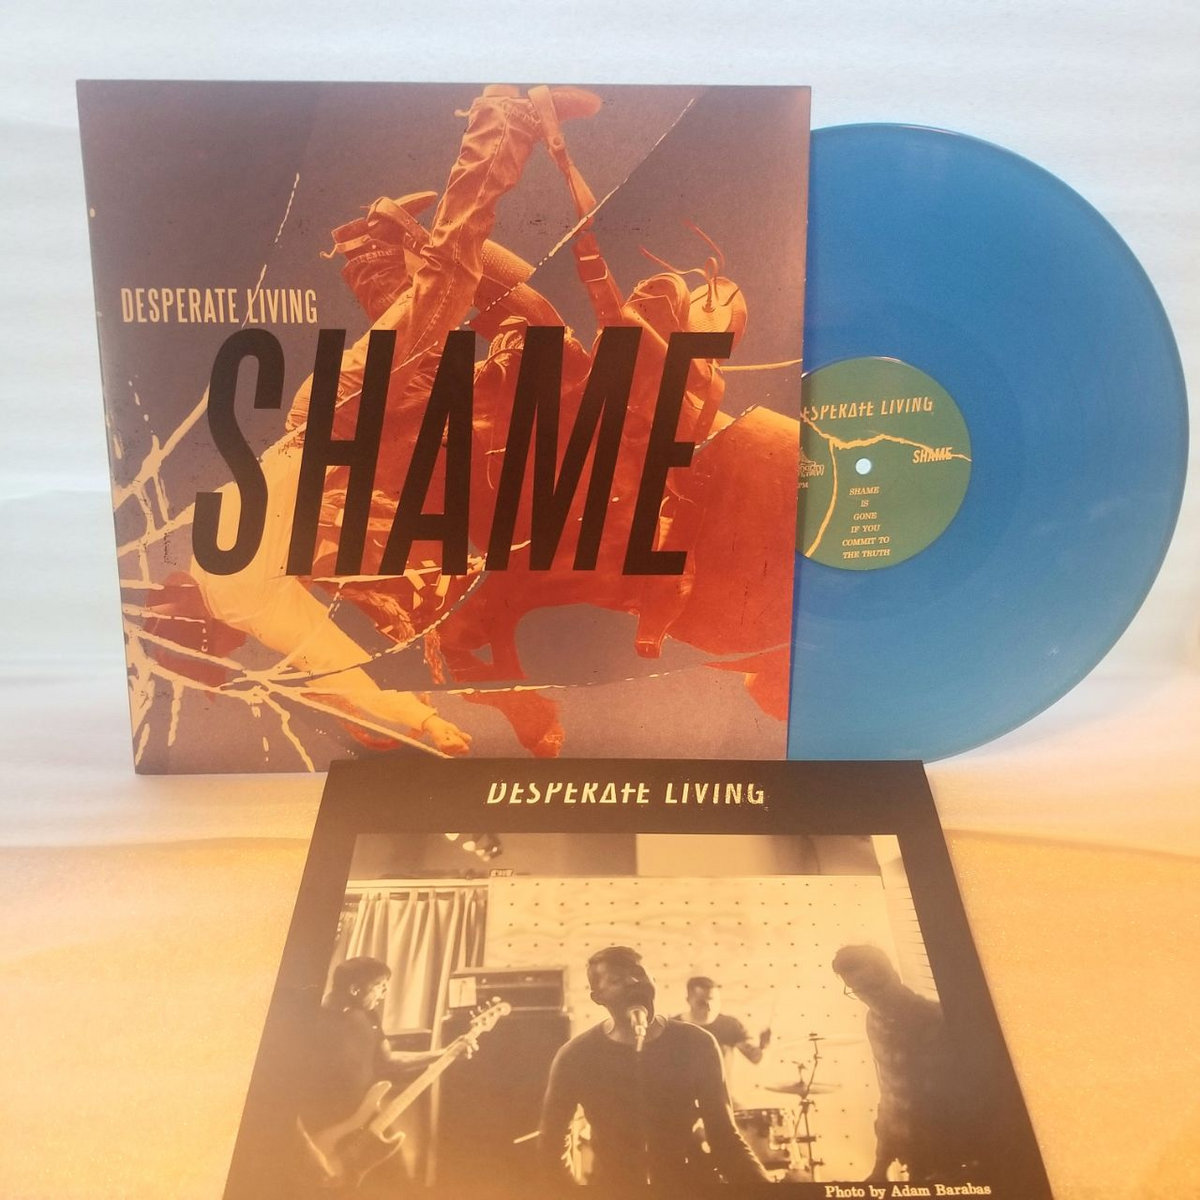 DESPERATE LIVING
SHAME
DESPERATE LIVING
SHAME
SHAME
IS
GONE
IF YOU
COMMIT TO
THE TRUTH
DESPERATE LIVING
Photo by Adam Barabas